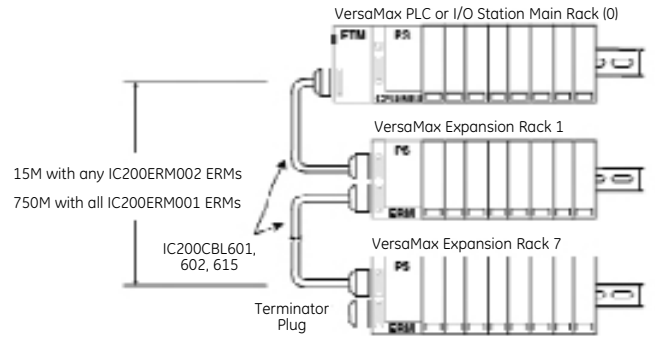 VersaMax PLC or I/O Station Main Rack (0)
ETM PS
VersaMax Expansion Rack 1
PS
15M with any IC200ERM002 ERMs
750M with all IC200ERM001 ERMs
ERM
IC200CBL601,
602, 615
VersaMax Expansion Rack 7
PS
Terminator
Plug
ERM